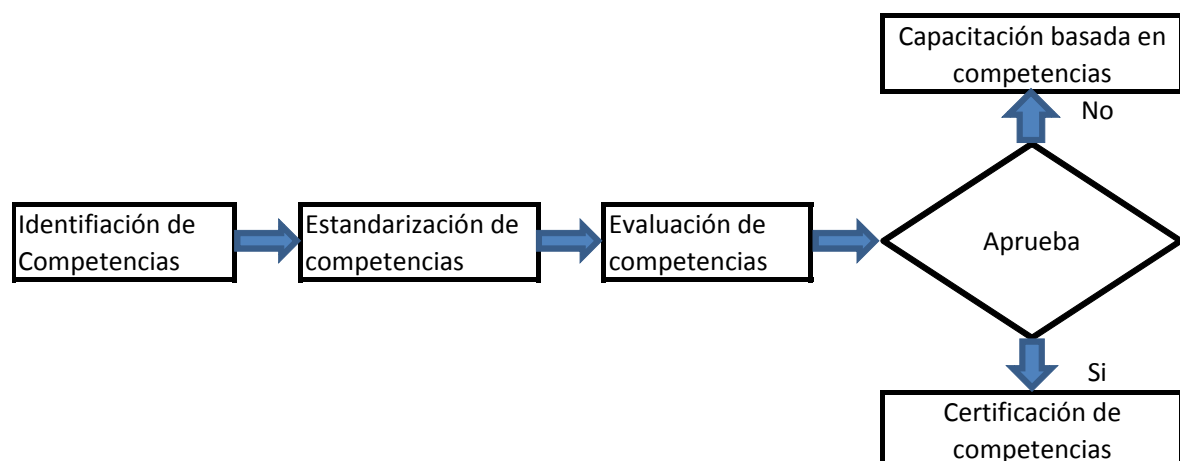 Capacitación basada en
competencias
No
Identifiación de
Competencias
Estandarización de
competencias
Evaluación de
competencias
Aprueba
Si
Certificación de
competencias